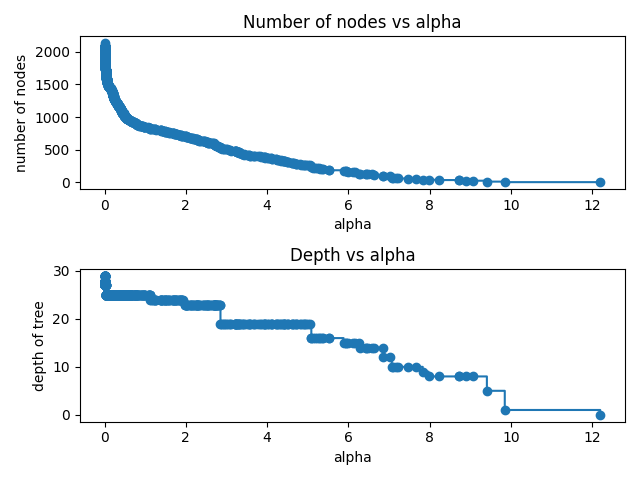 Number of nodes vs alpha
number of nodes
2000
1500
1000
500
0
0 2 4 6 8 10 12
alpha
Depth vs alpha
depth of tree
30
20
10
0
0 2 4 6 8 10 12
alpha